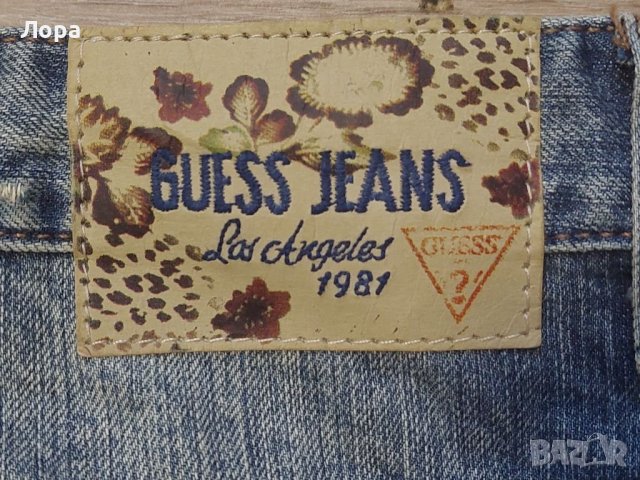 Лора
GUESS JEANS
Los Angeles
1981
GUESS
?
BAZAR